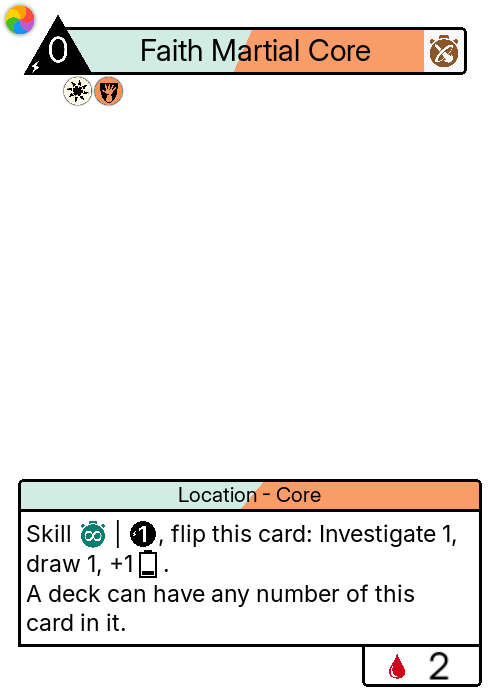 0
Faith Martial Core
Location - Core
Skill | 1, flip this card: Investigate 1,
draw 1, +1 .
A deck can have any number of this
card in it.
2